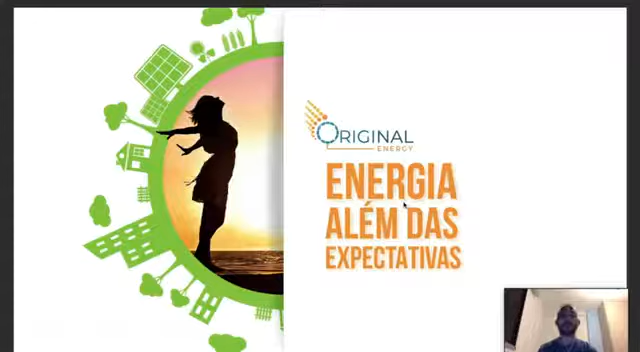 ORIGINAL
ENERGY
ENERGIA
ALÉM DAS
EXPECTATIVAS